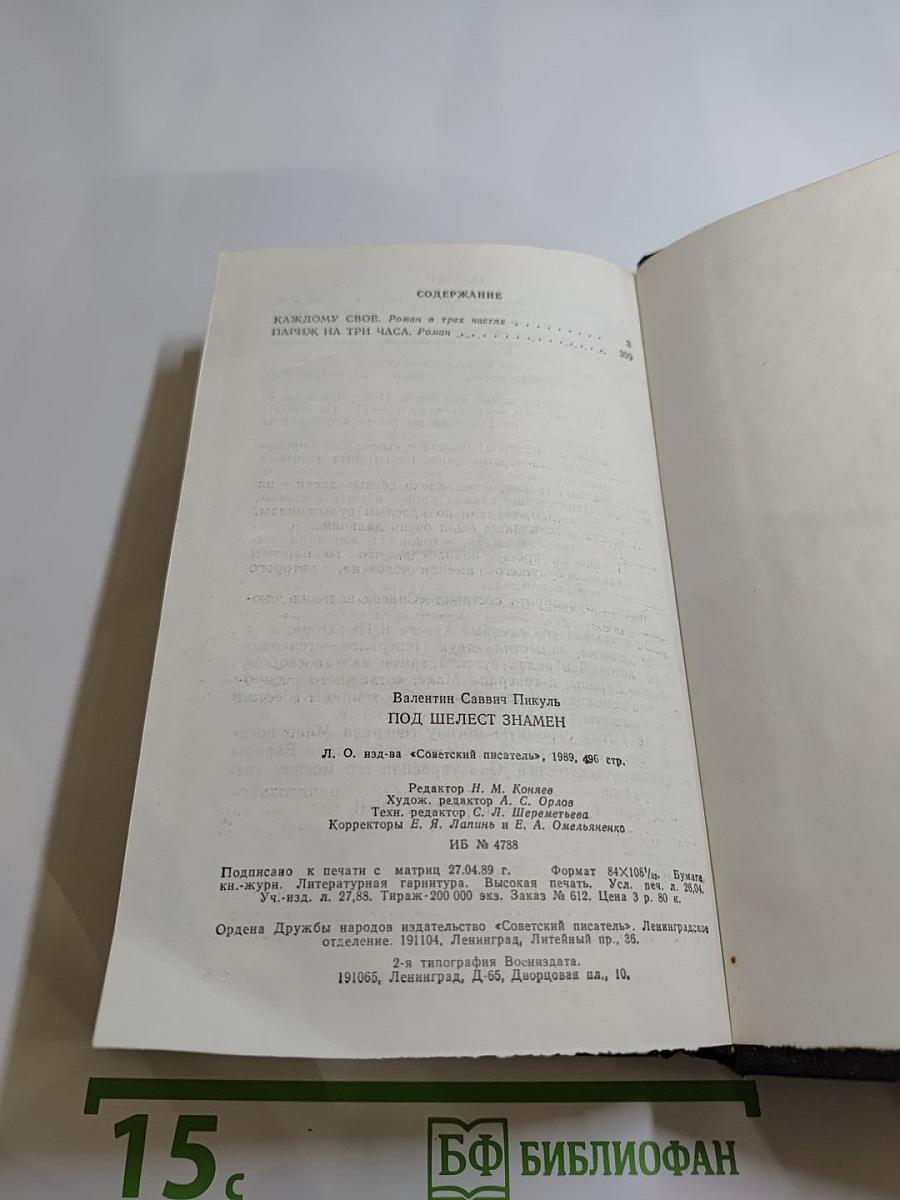 СОДЕРЖАНИЕ
КАЖДОМУ СВОЕ. Роман в трех частях . . . . . . . . . . 3
ПАРИЖ НА ТРИ ЧАСА. Роман . . . . . . . . . . . . . . 399
Валентин Саввич Пикуль
ПОД ШЕЛЕСТ ЗНАМЕН
Л. О. изд-ва «Советский писатель», 1989, 496 стр.
Редактор Н. М. Коняев
Худож. редактор А. С. Орлов
Техн. редактор С. Л. Шереметьева
Корректоры Е. Я. Лапинь и Е. А. Омельяненко
ИБ № 4788
Подписано к печати с матриц 27.04.89 г. Формат 84×108¹/₃₂. Бумага
кн.-журн. Литературная гарнитура. Высокая печать. Усл. печ. л. 26,04.
Уч.-изд. л. 27,88. Тираж 200 000 экз. Заказ № 612. Цена 3 р. 80 к.
Ордена Дружбы народов издательство «Советский писатель». Ленинградское
отделение. 191104, Ленинград, Литейный пр., 36.
2-я типография Воениздата.
191065, Ленинград, Д-65, Дворцовая пл., 10.
15 с
БФ БИБЛИОФАН